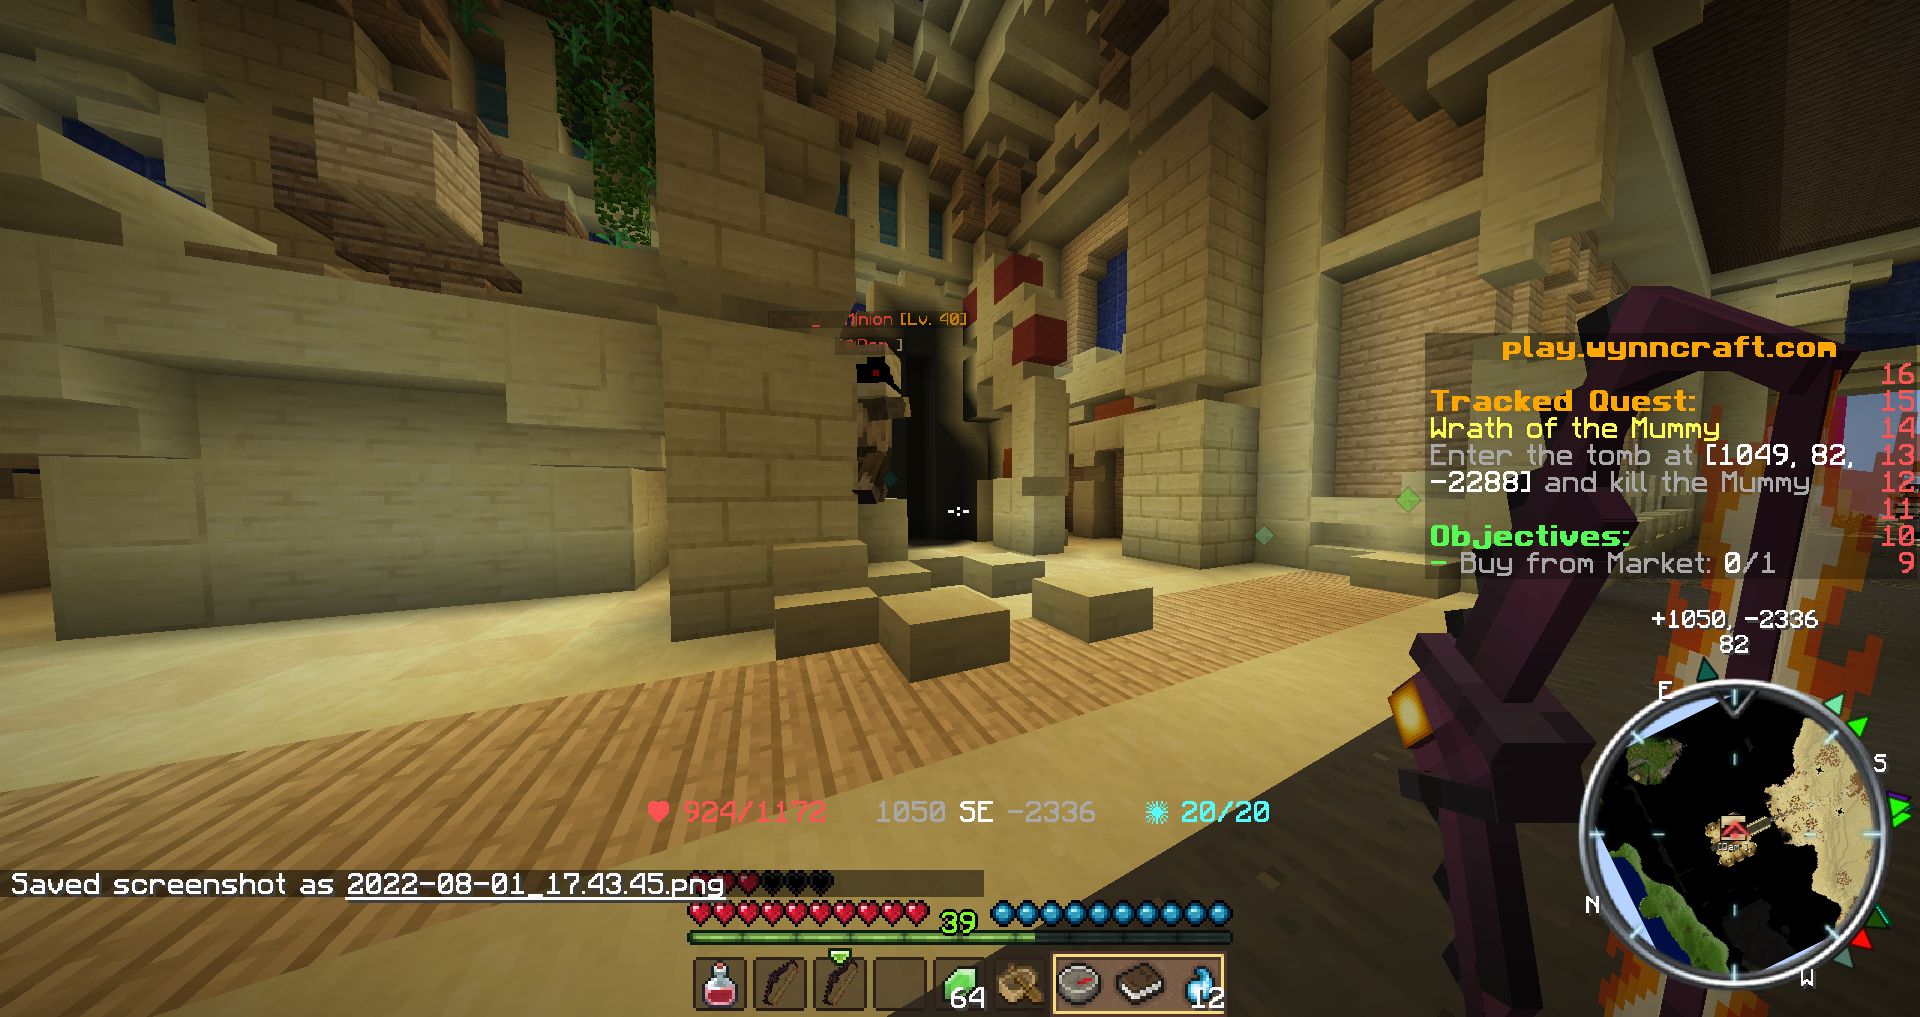 Mummy's Minion [Lv. 40]
play.wynncraft.com
16
Tracked Quest:
15
Wrath of the Mummy
14
Enter the tomb at [1049, 82,
13
-2288] and kill the Mummy
12
11
Objectives:
10
- Buy from Market: 0/1
9
+1050, -2336
82
E
S
N
W
924/1172
1050 SE -2336
20/20
Saved screenshot as 2022-08-01_17.43.45.png
39
64
12